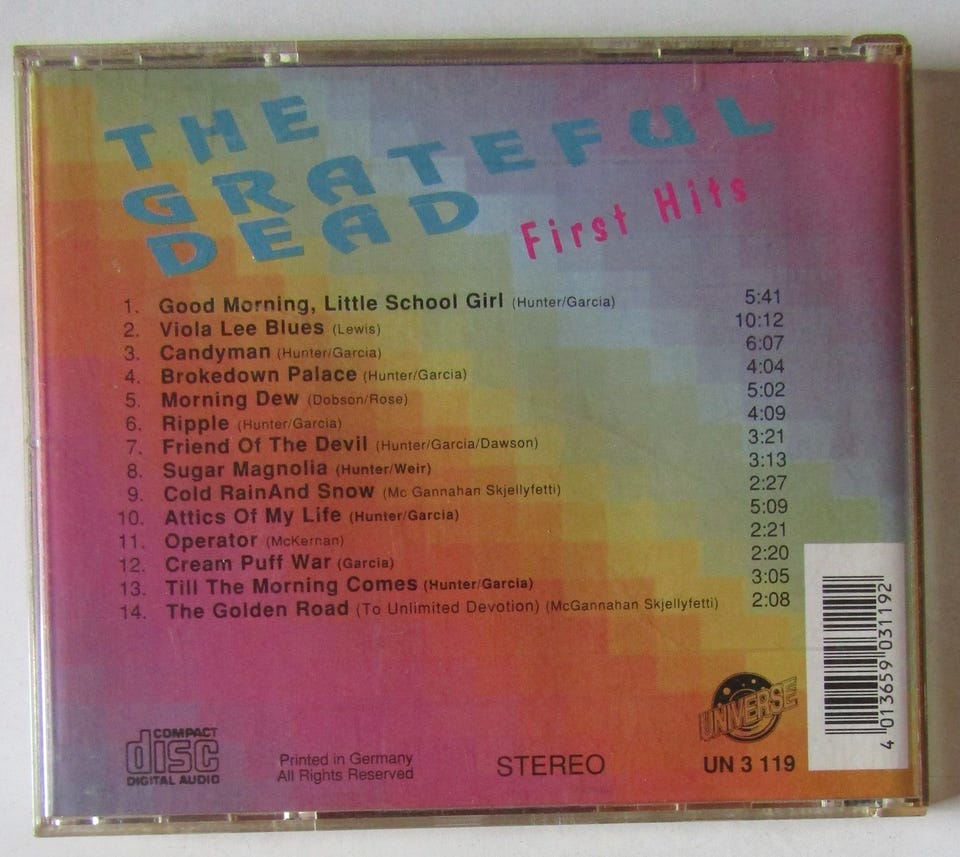 THE
GRATEFUL
DEAD
First Hits
1. Good Morning, Little School Girl (Hunter/Garcia) 5:41
2. Viola Lee Blues (Lewis) 10:12
3. Candyman (Hunter/Garcia) 6:07
4. Brokedown Palace (Hunter/Garcia) 4:04
5. Morning Dew (Dobson/Rose) 5:02
6. Ripple (Hunter/Garcia) 4:09
7. Friend Of The Devil (Hunter/Garcia/Dawson) 3:21
8. Sugar Magnolia (Hunter/Weir) 3:13
9. Cold RainAnd Snow (Mc Gannahan Skjellyfetti) 2:27
10. Attics Of My Life (Hunter/Garcia) 5:09
11. Operator (McKernan) 2:21
12. Cream Puff War (Garcia) 2:20
13. Till The Morning Comes (Hunter/Garcia) 3:05
14. The Golden Road (To Unlimited Devotion) (McGannahan Skjellyfetti) 2:08
COMPACT
disc
DIGITAL AUDIO
Printed in Germany
All Rights Reserved
STEREO
UNIVERSE
UN 3 119
4 013659 031192